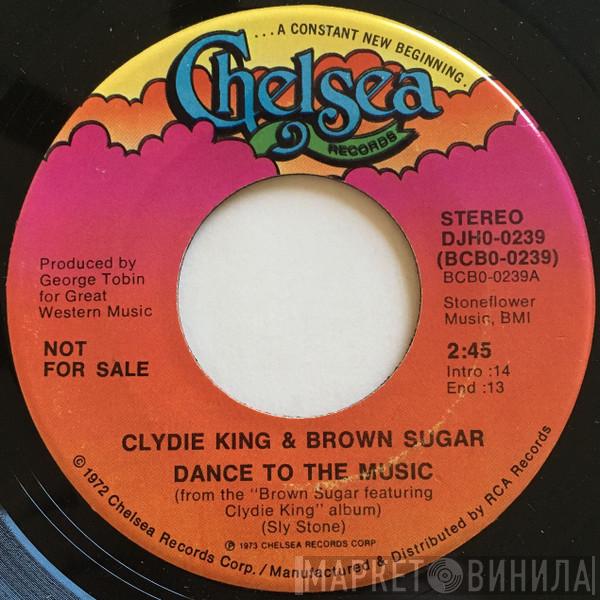 ...A CONSTANT NEW BEGINNING.
Chelsea
RECORDS
STEREO
DJH0-0239
(BCB0-0239)
BCB0-0239A
Produced by
George Tobin
for Great
Western Music
Stoneflower
Music, BMI
NOT
FOR SALE
2:45
Intro :14
End :13
CLYDIE KING & BROWN SUGAR
DANCE TO THE MUSIC
(from the "Brown Sugar featuring
Clydie King" album)
(Sly Stone)
℗ 1973 CHELSEA RECORDS CORP
© 1972 Chelsea Records Corp. / Manufactured & Distributed by RCA Records
МАРКЕТ ВИНИЛА